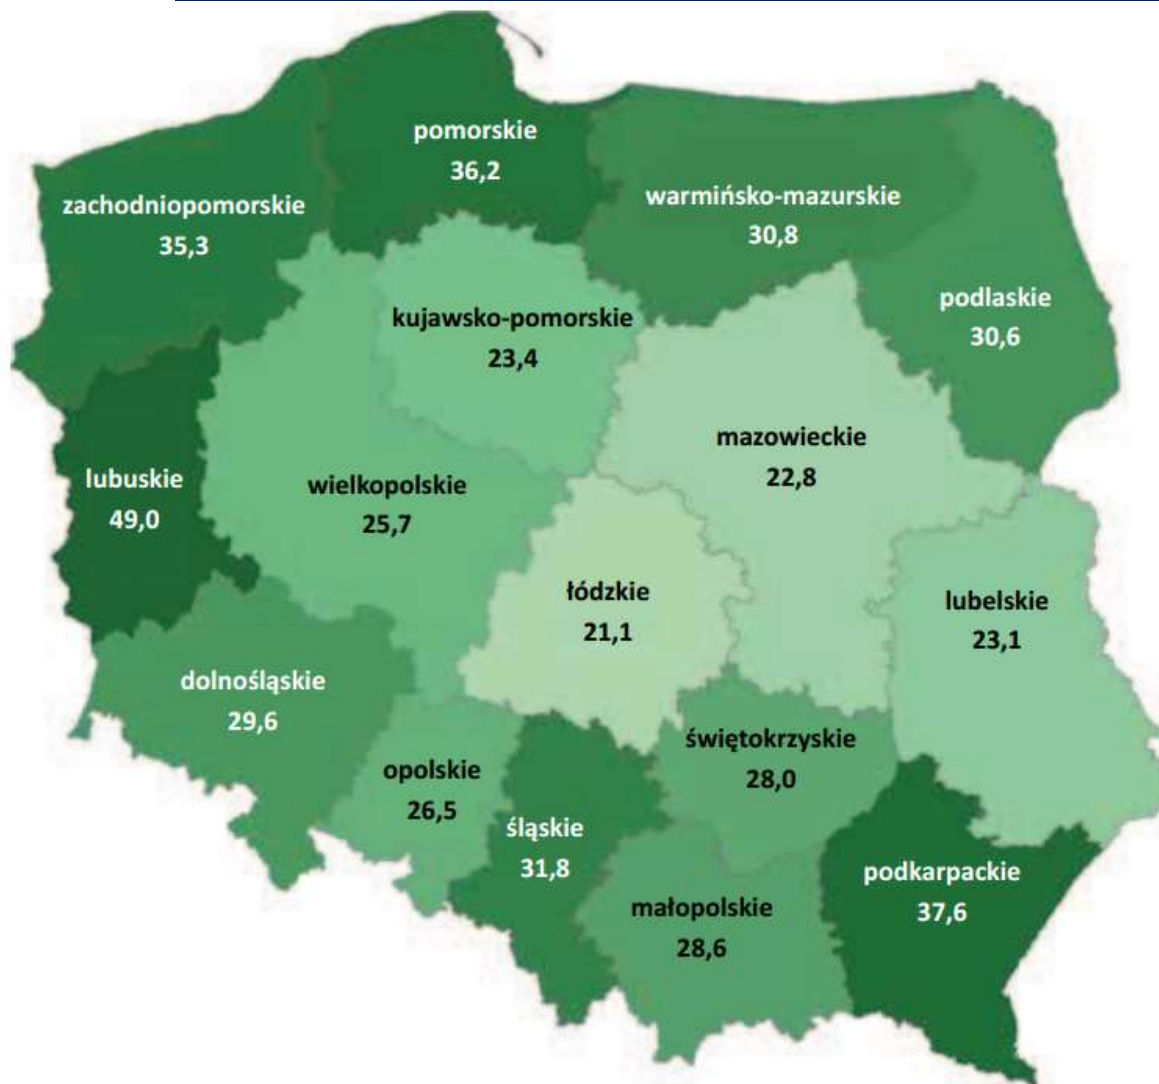 pomorskie
36,2
zachodniopomorskie
35,3
warmińsko-mazurskie
30,8
podlaskie
30,6
kujawsko-pomorskie
23,4
mazowieckie
22,8
lubuskie
49,0
wielkopolskie
25,7
łódzkie
21,1
lubelskie
23,1
dolnośląskie
29,6
świętokrzyskie
28,0
opolskie
26,5
śląskie
31,8
podkarpackie
37,6
małopolskie
28,6